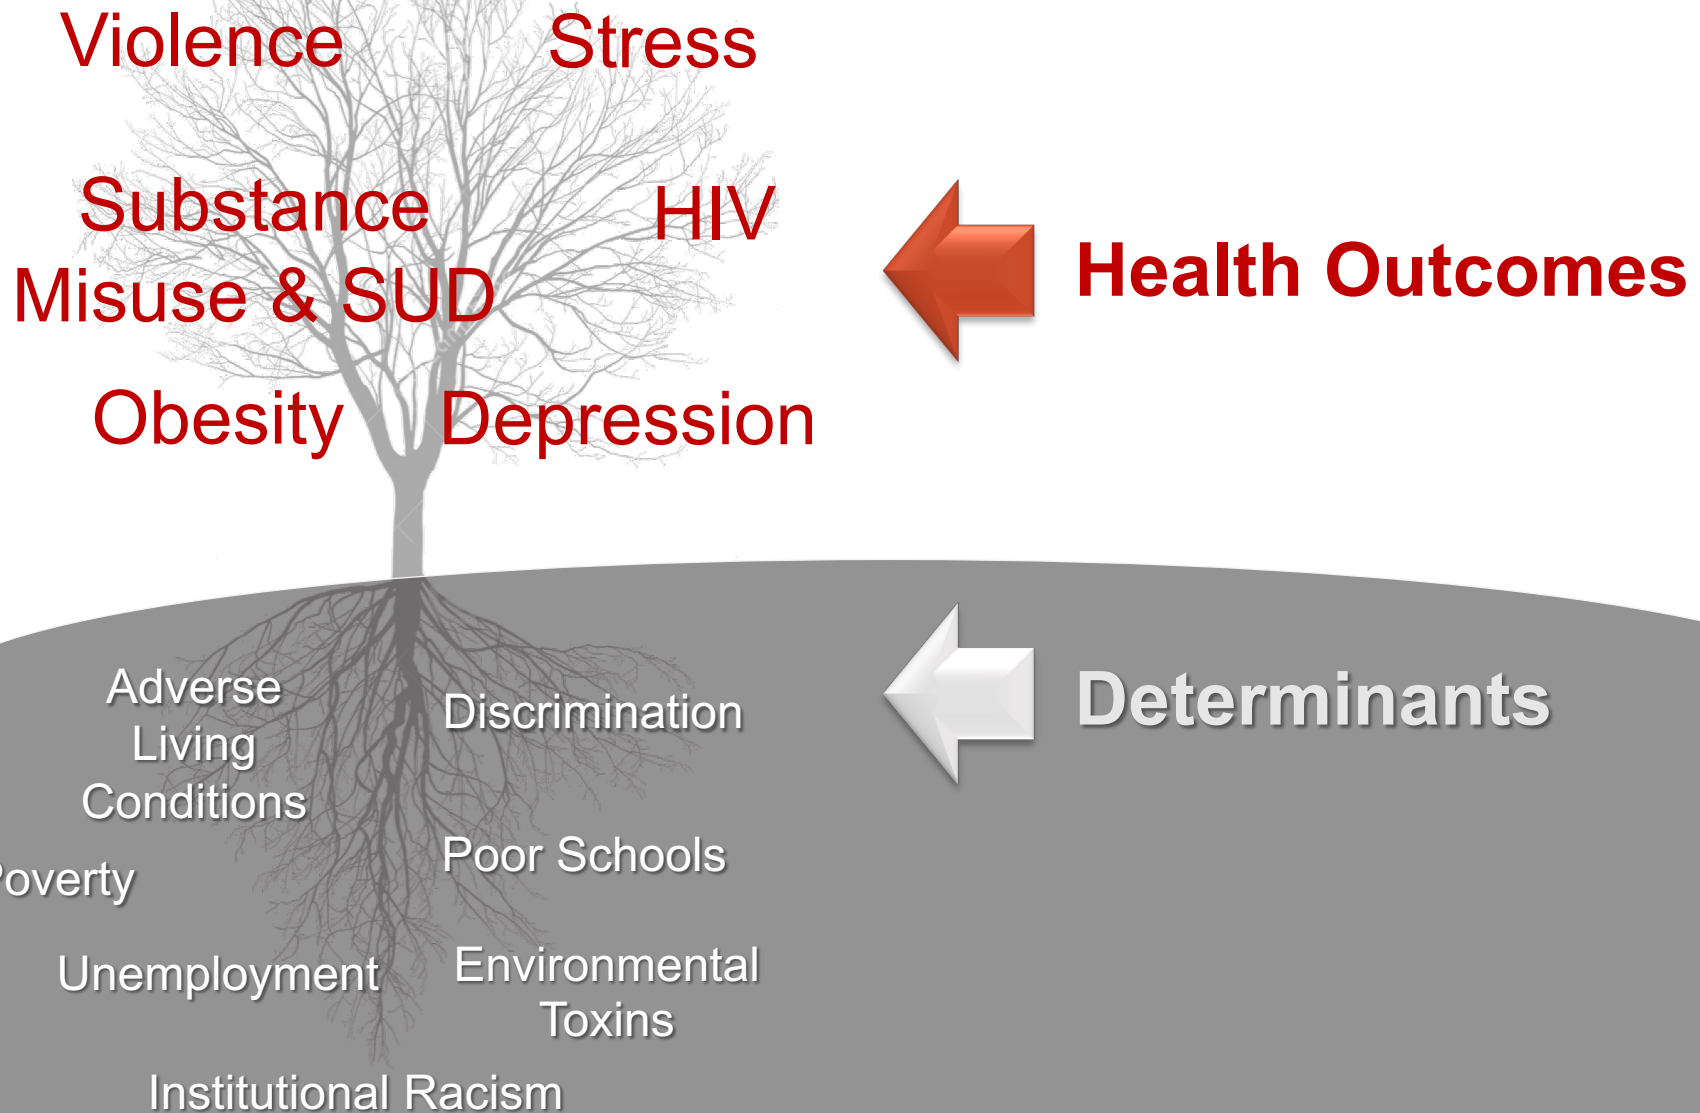 Violence
Stress
Substance
Misuse & SUD
HIV
Health Outcomes
Obesity
Depression
Adverse
Living
Conditions
Discrimination
Determinants
Poverty
Poor Schools
Unemployment
Environmental
Toxins
Institutional Racism